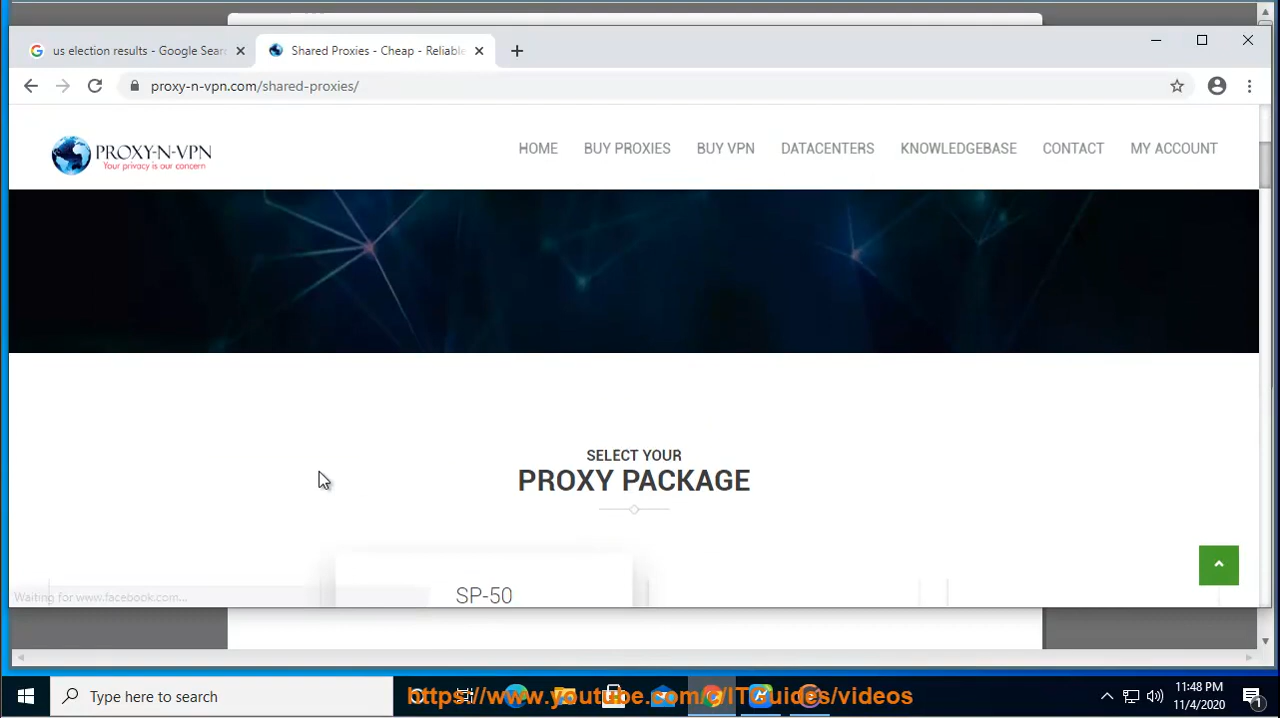 us election results - Google Sear
Shared Proxies - Cheap - Reliable
proxy-n-vpn.com/shared-proxies/
PROXY-N-VPN
Your privacy is our concern
HOME
BUY PROXIES
BUY VPN
DATACENTERS
KNOWLEDGEBASE
CONTACT
MY ACCOUNT
SELECT YOUR
PROXY PACKAGE
SP-50
Waiting for www.facebook.com...
Type here to search
https://www.youtube.com/c/ITGuides/videos
11:48 PM
11/4/2020
1